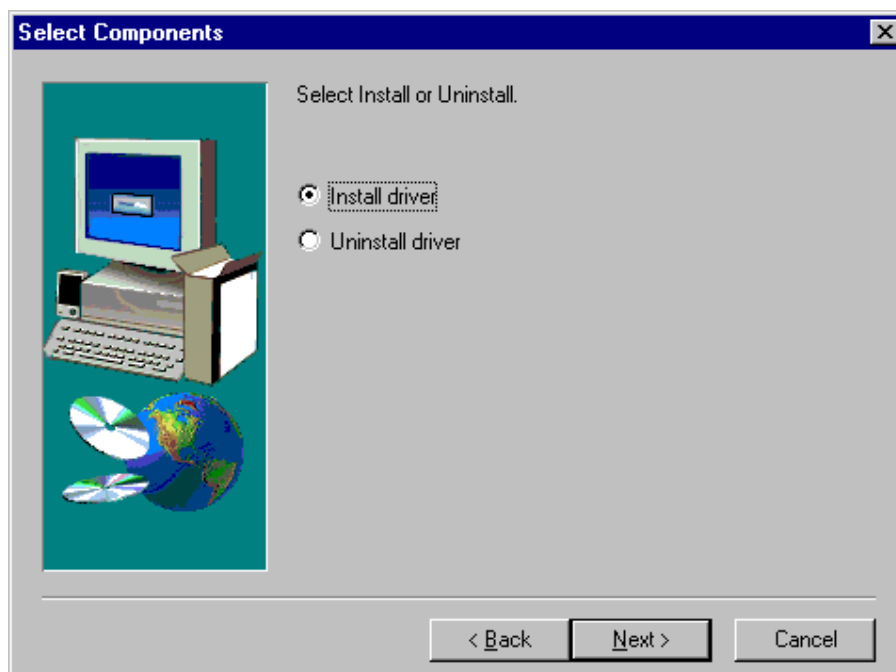 Select Components
Select Install or Uninstall.
Install driver
Uninstall driver
< Back
Next >
Cancel